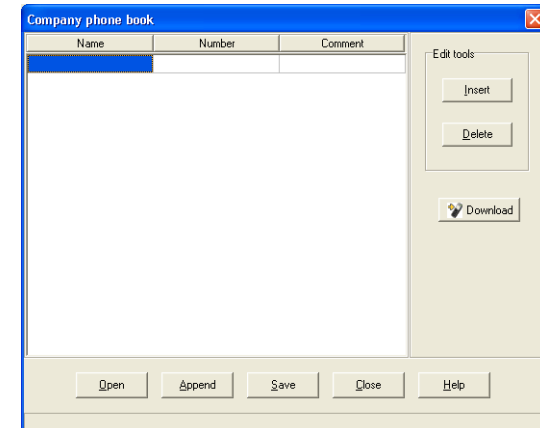 Company phone book
Name Number Comment
Edit tools
Insert
Delete
Download
Open Append Save Close Help